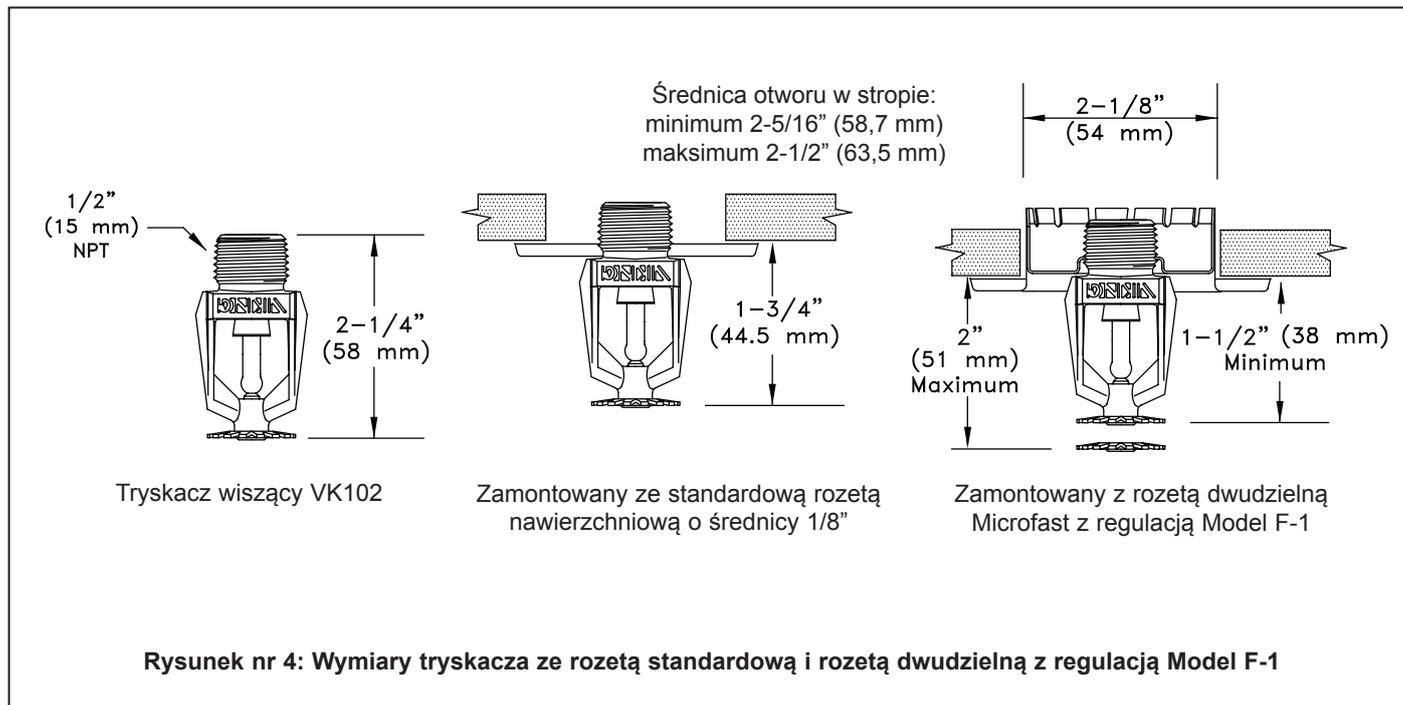 Średnica otworu w stropie:
minimum 2-5/16” (58,7 mm)
maksimum 2-1/2” (63,5 mm)
2–1/8”
(54 mm)
1/2”
(15 mm)
NPT
2–1/4”
(58 mm)
1–3/4”
(44.5 mm)
2”
(51 mm)
Maximum
1–1/2” (38 mm)
Minimum
VIKING
VIKING
VIKING
Tryskacz wiszący VK102
Zamontowany ze standardową rozetą
nawierzchniową o średnicy 1/8”
Zamontowany z rozetą dwudzielną
Microfast z regulacją Model F-1
Rysunek nr 4: Wymiary tryskacza ze rozetą standardową i rozetą dwudzielną z regulacją Model F-1